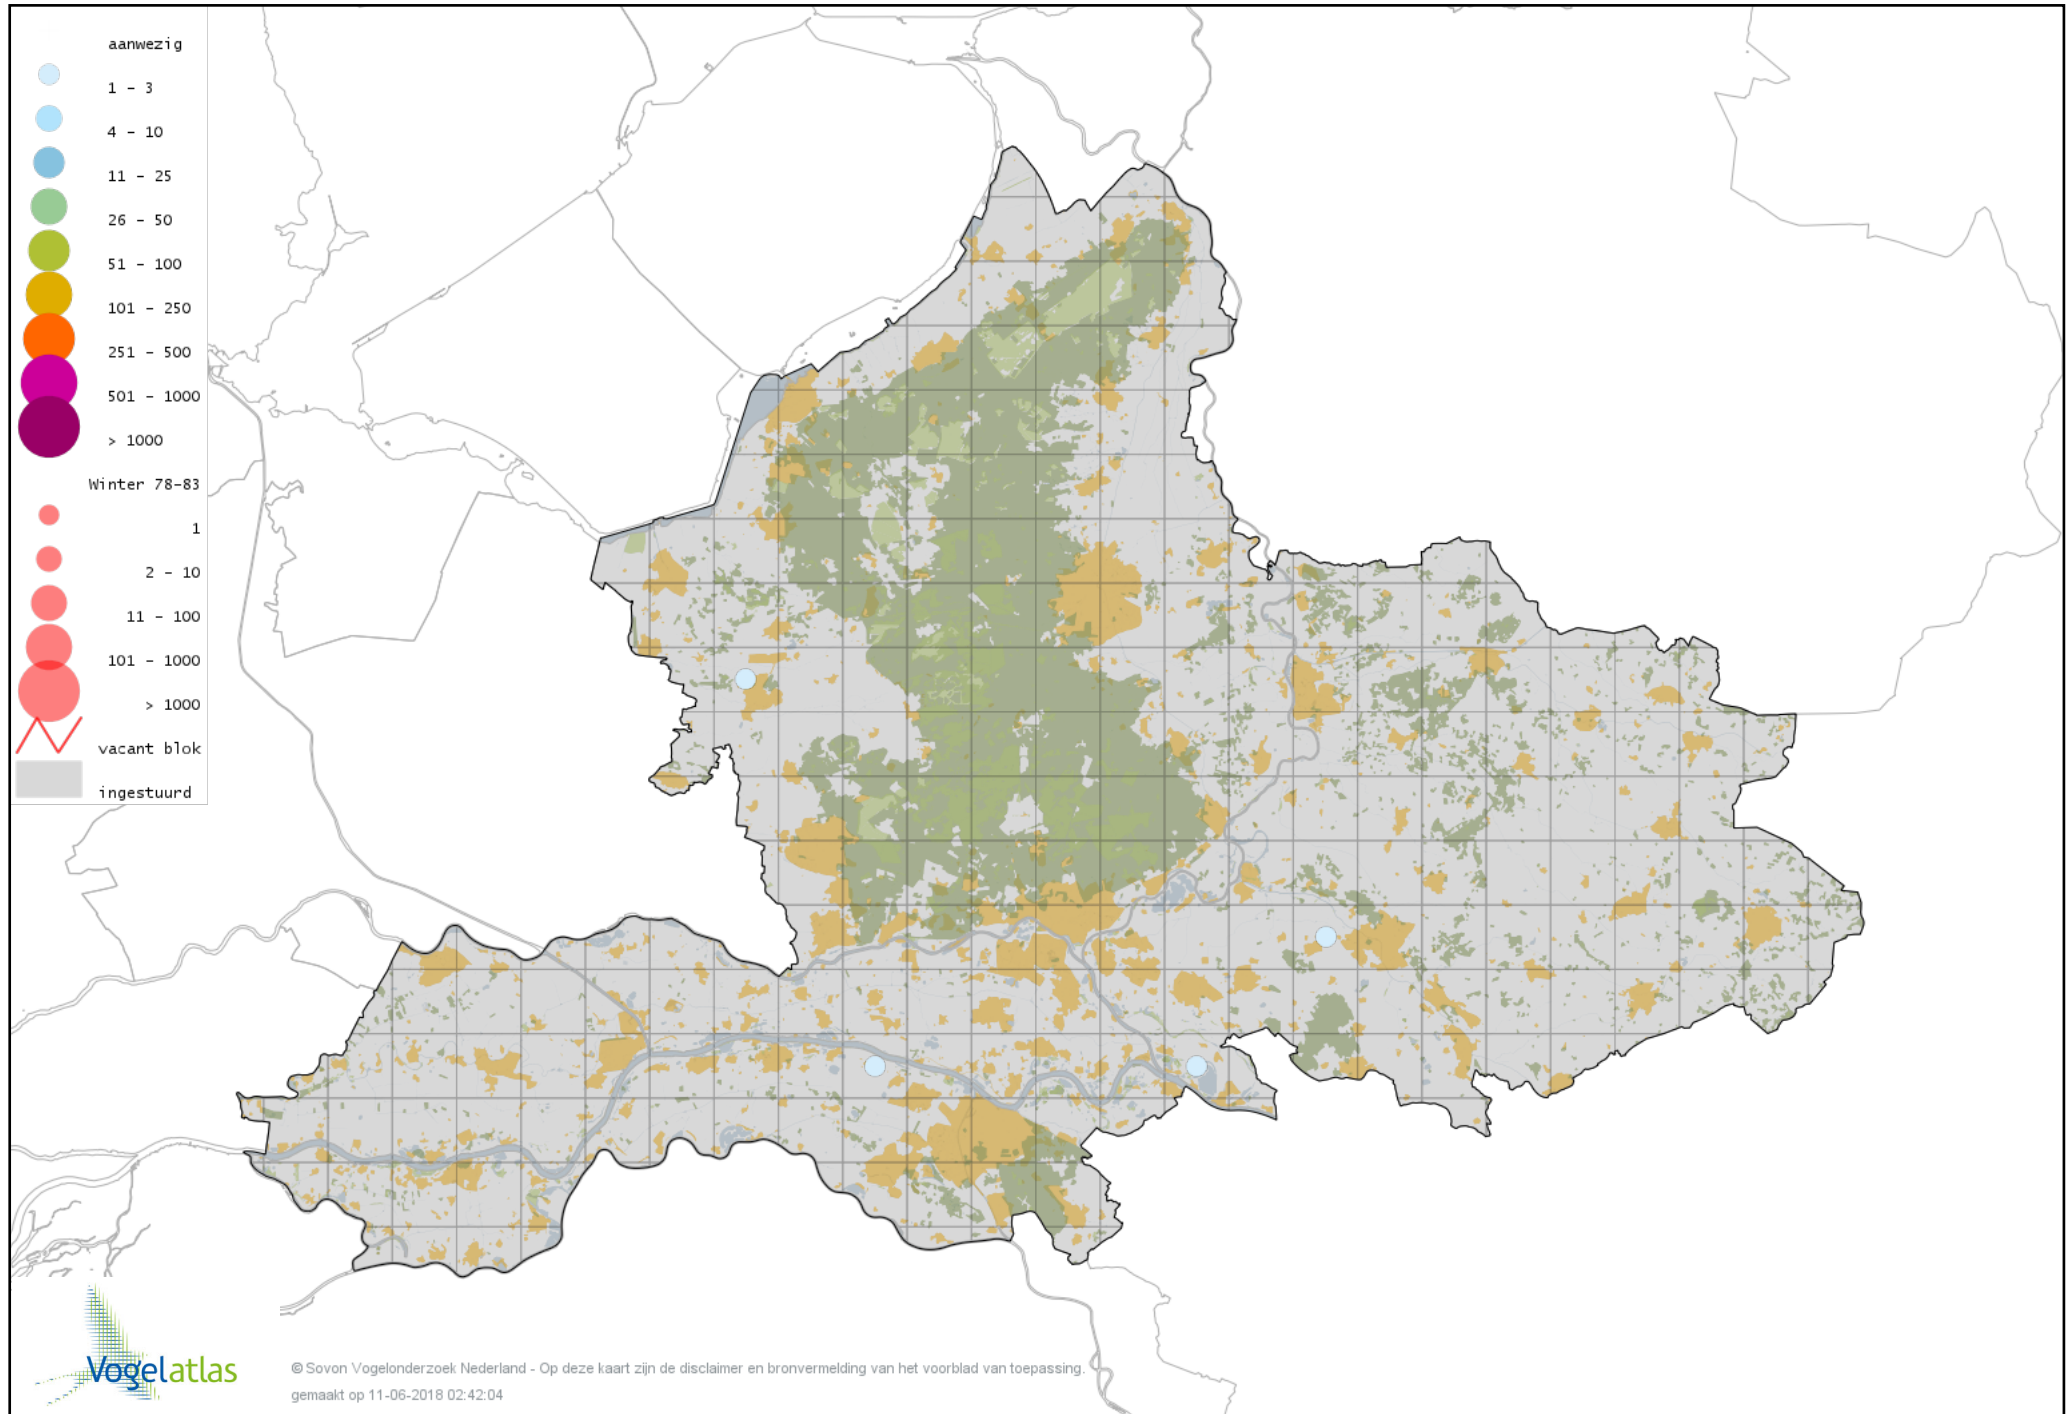 aanwezig
1 - 3
4 - 10
11 - 25
26 - 50
51 - 100
101 - 250
251 - 500
501 - 1000
> 1000
Winter 78-83
1
2 - 10
11 - 100
101 - 1000
> 1000
vacant blok
ingestuurd
Vogelatlas
© Sovon Vogelonderzoek Nederland - Op deze kaart zijn de disclaimer en bronvermelding van het voorblad van toepassing.
gemaakt op 11-06-2018 02:42:04